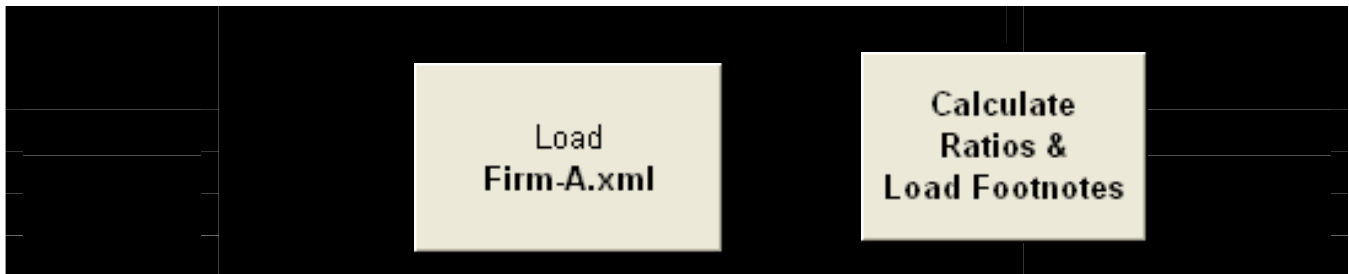 Load
Firm-A.xml
Calculate
Ratios &
Load Footnotes